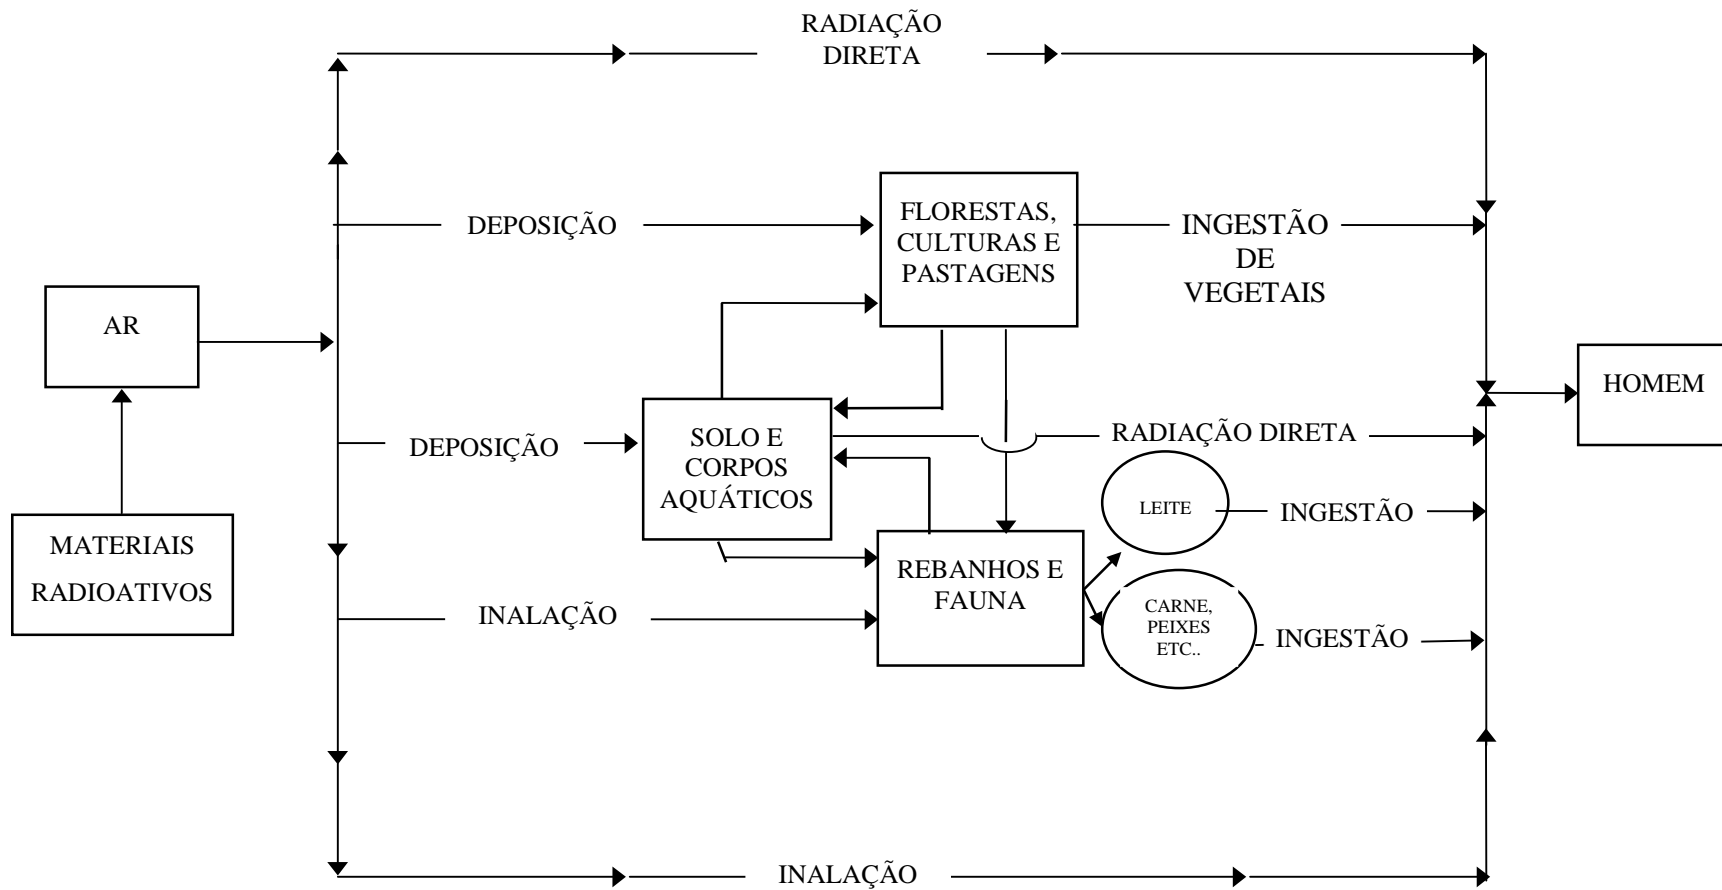 RADIAÇÃO
DIRETA
DEPOSIÇÃO
FLORESTAS,
CULTURAS E
PASTAGENS
INGESTÃO
DE
VEGETAIS
AR
HOMEM
DEPOSIÇÃO
SOLO E
CORPOS
AQUÁTICOS
RADIAÇÃO DIRETA
LEITE
INGESTÃO
MATERIAIS
RADIOATIVOS
REBANHOS E
FAUNA
INALAÇÃO
CARNE,
PEIXES
ETC..
INGESTÃO
INALAÇÃO